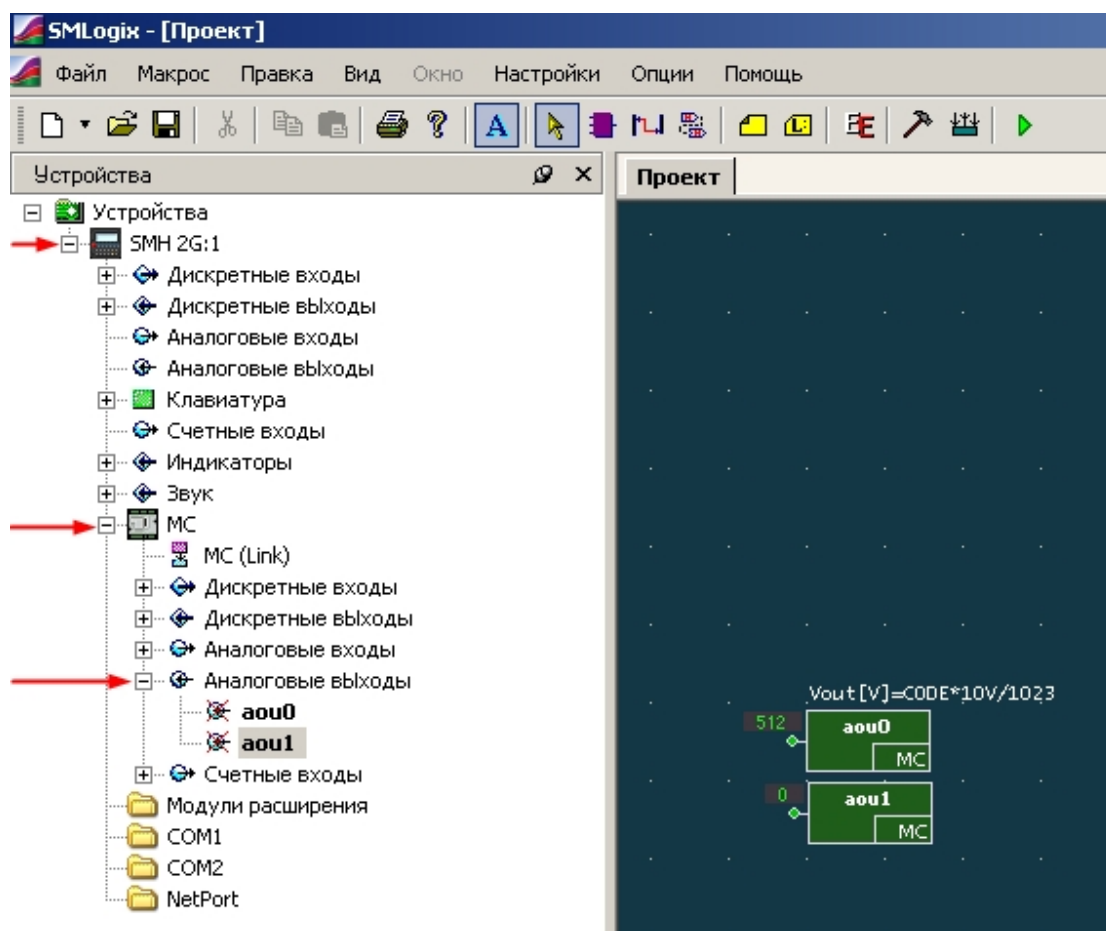 SMLogix - [Проект]
Файл Макрос Правка Вид Окно Настройки Опции Помощь
A
Устройства
Проект
Устройства
SMH 2G:1
Дискретные входы
Дискретные вЫходы
Аналоговые входы
Аналоговые вЫходы
Клавиатура
Счетные входы
Индикаторы
Звук
MC
MC (Link)
Дискретные входы
Дискретные вЫходы
Аналоговые входы
Аналоговые вЫходы
aou0
aou1
Счетные входы
Модули расширения
COM1
COM2
NetPort
Vout[V]=CODE*10V/1023
512 aou0
MC
0 aou1
MC